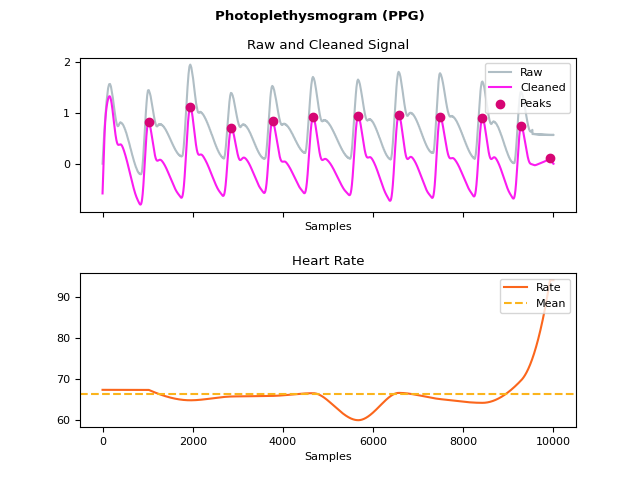 Photoplethysmogram (PPG)
Raw and Cleaned Signal
2
1
0
Raw
Cleaned
Peaks
Samples
Heart Rate
90
80
70
60
Rate
Mean
0 2000 4000 6000 8000 10000
Samples